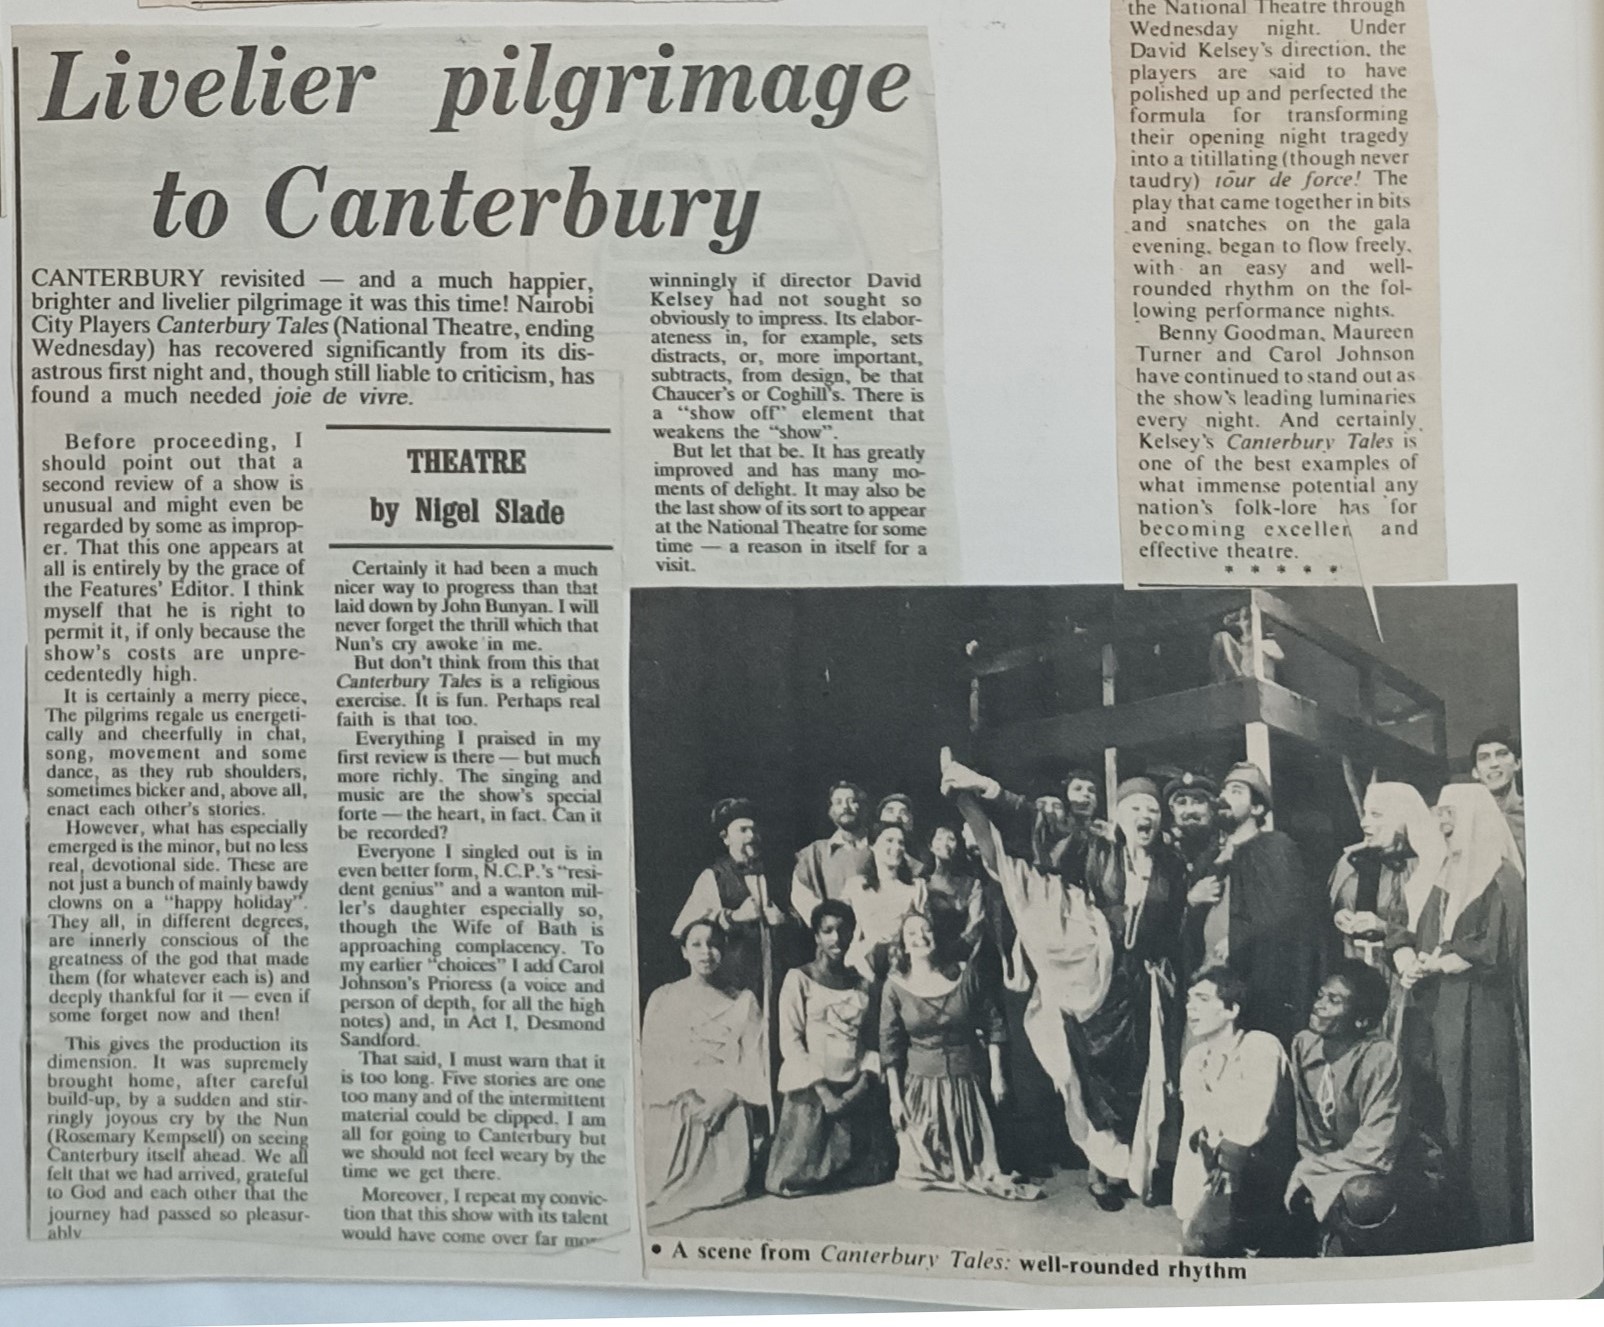 Livelier pilgrimage
to Canterbury
CANTERBURY revisited — and a much happier,
brighter and livelier pilgrimage it was this time! Nairobi
City Players Canterbury Tales (National Theatre, ending
Wednesday) has recovered significantly from its dis-
astrous first night and, though still liable to criticism, has
found a much needed joie de vivre.
Before proceeding, I
should point out that a
second review of a show is
unusual and might even be
regarded by some as improp-
er. That this one appears at
all is entirely by the grace of
the Features' Editor. I think
myself that he is right to
permit it, if only because the
show's costs are unpre-
cedentedly high.
It is certainly a merry piece,
The pilgrims regale us energeti-
cally and cheerfully in chat,
song, movement and some
dance, as they rub shoulders,
sometimes bicker and, above all,
enact each other's stories.
However, what has especially
emerged is the minor, but no less
real, devotional side. These are
not just a bunch of mainly bawdy
clowns on a "happy holiday".
They all, in different degrees,
are innerly conscious of the
greatness of the god that made
them (for whatever each is) and
deeply thankful for it — even if
some forget now and then!
This gives the production its
dimension. It was supremely
brought home, after careful
build-up, by a sudden and stir-
ringly joyous cry by the Nun
(Rosemary Kempsell) on seeing
Canterbury itself ahead. We all
felt that we had arrived, grateful
to God and each other that the
journey had passed so pleasur-
ably
THEATRE
by Nigel Slade
Certainly it had been a much
nicer way to progress than that
laid down by John Bunyan. I will
never forget the thrill which that
Nun's cry awoke in me.
But don't think from this that
Canterbury Tales is a religious
exercise. It is fun. Perhaps real
faith is that too.
Everything I praised in my
first review is there — but much
more richly. The singing and
music are the show's special
forte — the heart, in fact. Can it
be recorded?
Everyone I singled out is in
even better form, N.C.P.'s "resi-
dent genius" and a wanton mil-
ler's daughter especially so,
though the Wife of Bath is
approaching complacency. To
my earlier "choices" I add Carol
Johnson's Prioress (a voice and
person of depth, for all the high
notes) and, in Act I, Desmond
Sandford.
That said, I must warn that it
is too long. Five stories are one
too many and of the intermittent
material could be clipped. I am
all for going to Canterbury but
we should not feel weary by the
time we get there.
Moreover, I repeat my convic-
tion that this show with its talent
would have come over far
winningly if director David
Kelsey had not sought so
obviously to impress. Its elabor-
ateness in, for example, sets
distracts, or, more important,
subtracts, from design, be that
Chaucer's or Coghill's. There is
a "show off" element that
weakens the "show".
But let that be. It has greatly
improved and has many mo-
ments of delight. It may also be
the last show of its sort to appear
at the National Theatre for some
time — a reason in itself for a
visit.
the National Theatre through
Wednesday night. Under
David Kelsey's direction, the
players are said to have
polished up and perfected the
formula for transforming
their opening night tragedy
into a titillating (though never
taudry) tour de force! The
play that came together in bits
and snatches on the gala
evening, began to flow freely,
with an easy and well-
rounded rhythm on the fol-
lowing performance nights.
Benny Goodman, Maureen
Turner and Carol Johnson
have continued to stand out as
the show's leading luminaries
every night. And certainly
Kelsey's Canterbury Tales is
one of the best examples of
what immense potential any
nation's folk-lore has for
becoming and
effective theatre.
* * * * *
• A scene from Canterbury Tales: well-rounded rhythm